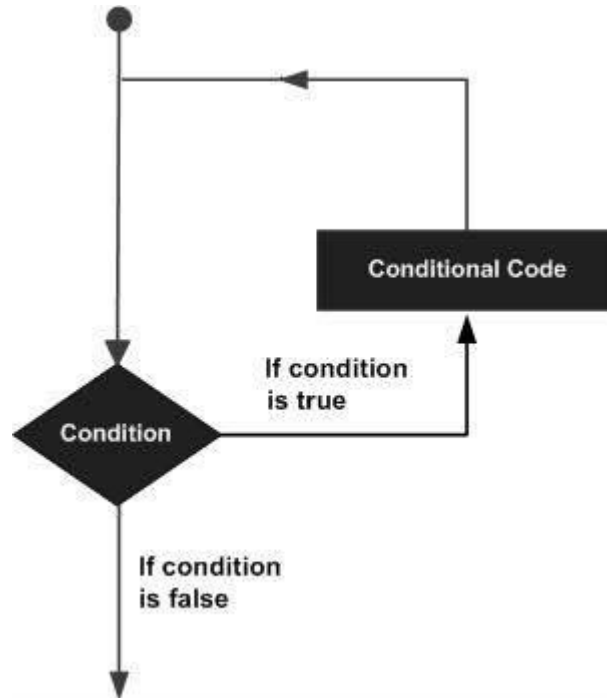 Conditional Code
If condition
is true
Condition
If condition
is false